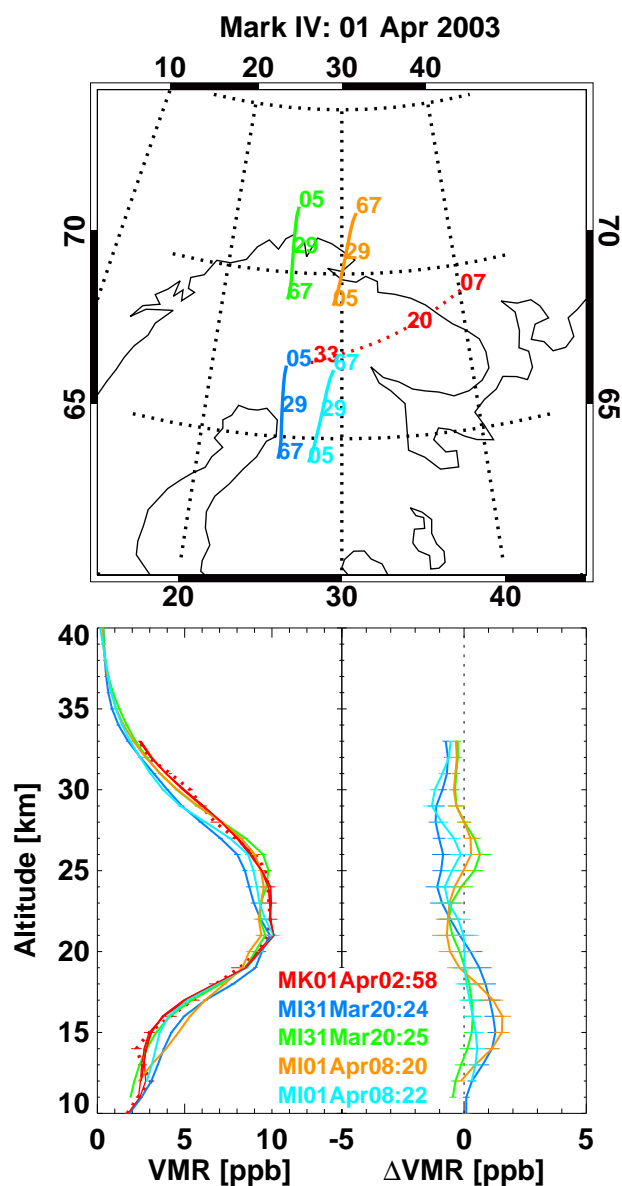 Mark IV: 01 Apr 2003
10 20 30 40
70 70
65 65
05 67
29 29
67 05
07
20
33
05 67
29 29
67 05
20 30 40
40
35
30
25
20
15
10
Altitude [km]
MK01Apr02:58
MI31Mar20:24
MI31Mar20:25
MI01Apr08:20
MI01Apr08:22
0 5 10 -5 0 5
VMR [ppb] ΔVMR [ppb]